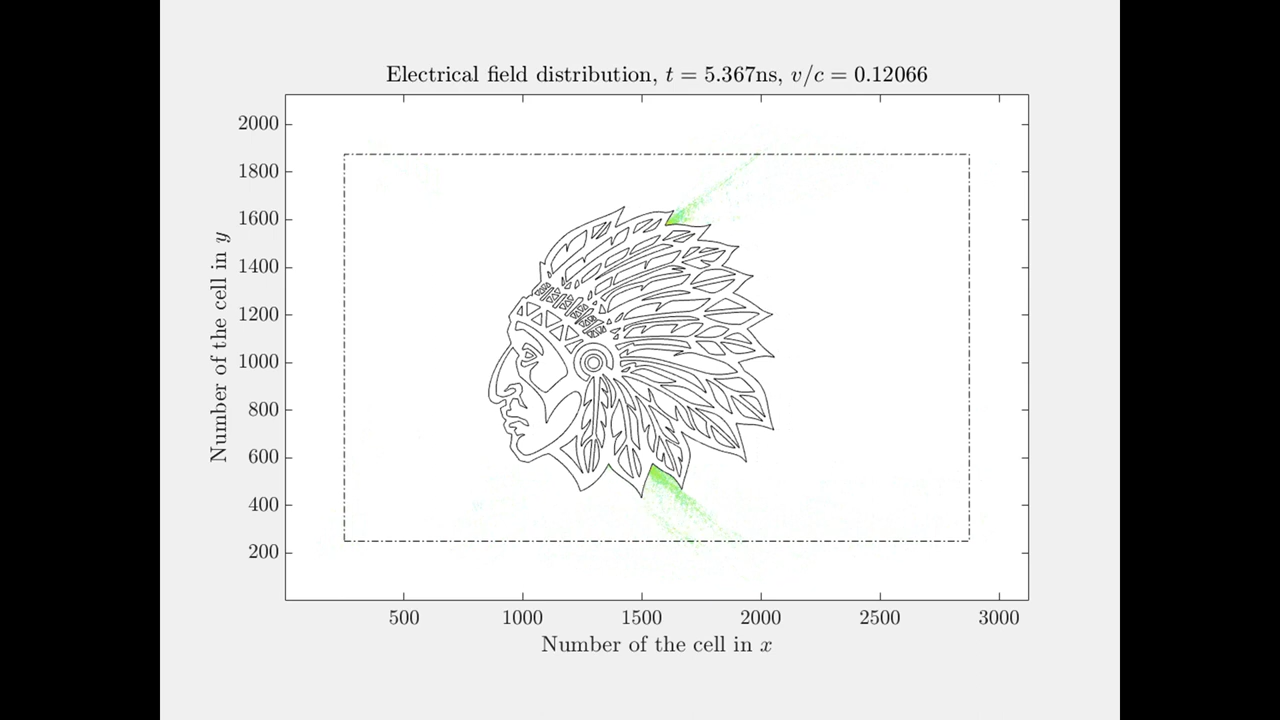 Electrical field distribution, t = 5.367ns, v/c = 0.12066
2000
1800
1600
1400
1200
1000
800
600
400
200
Number of the cell in y
500 1000 1500 2000 2500 3000
Number of the cell in x